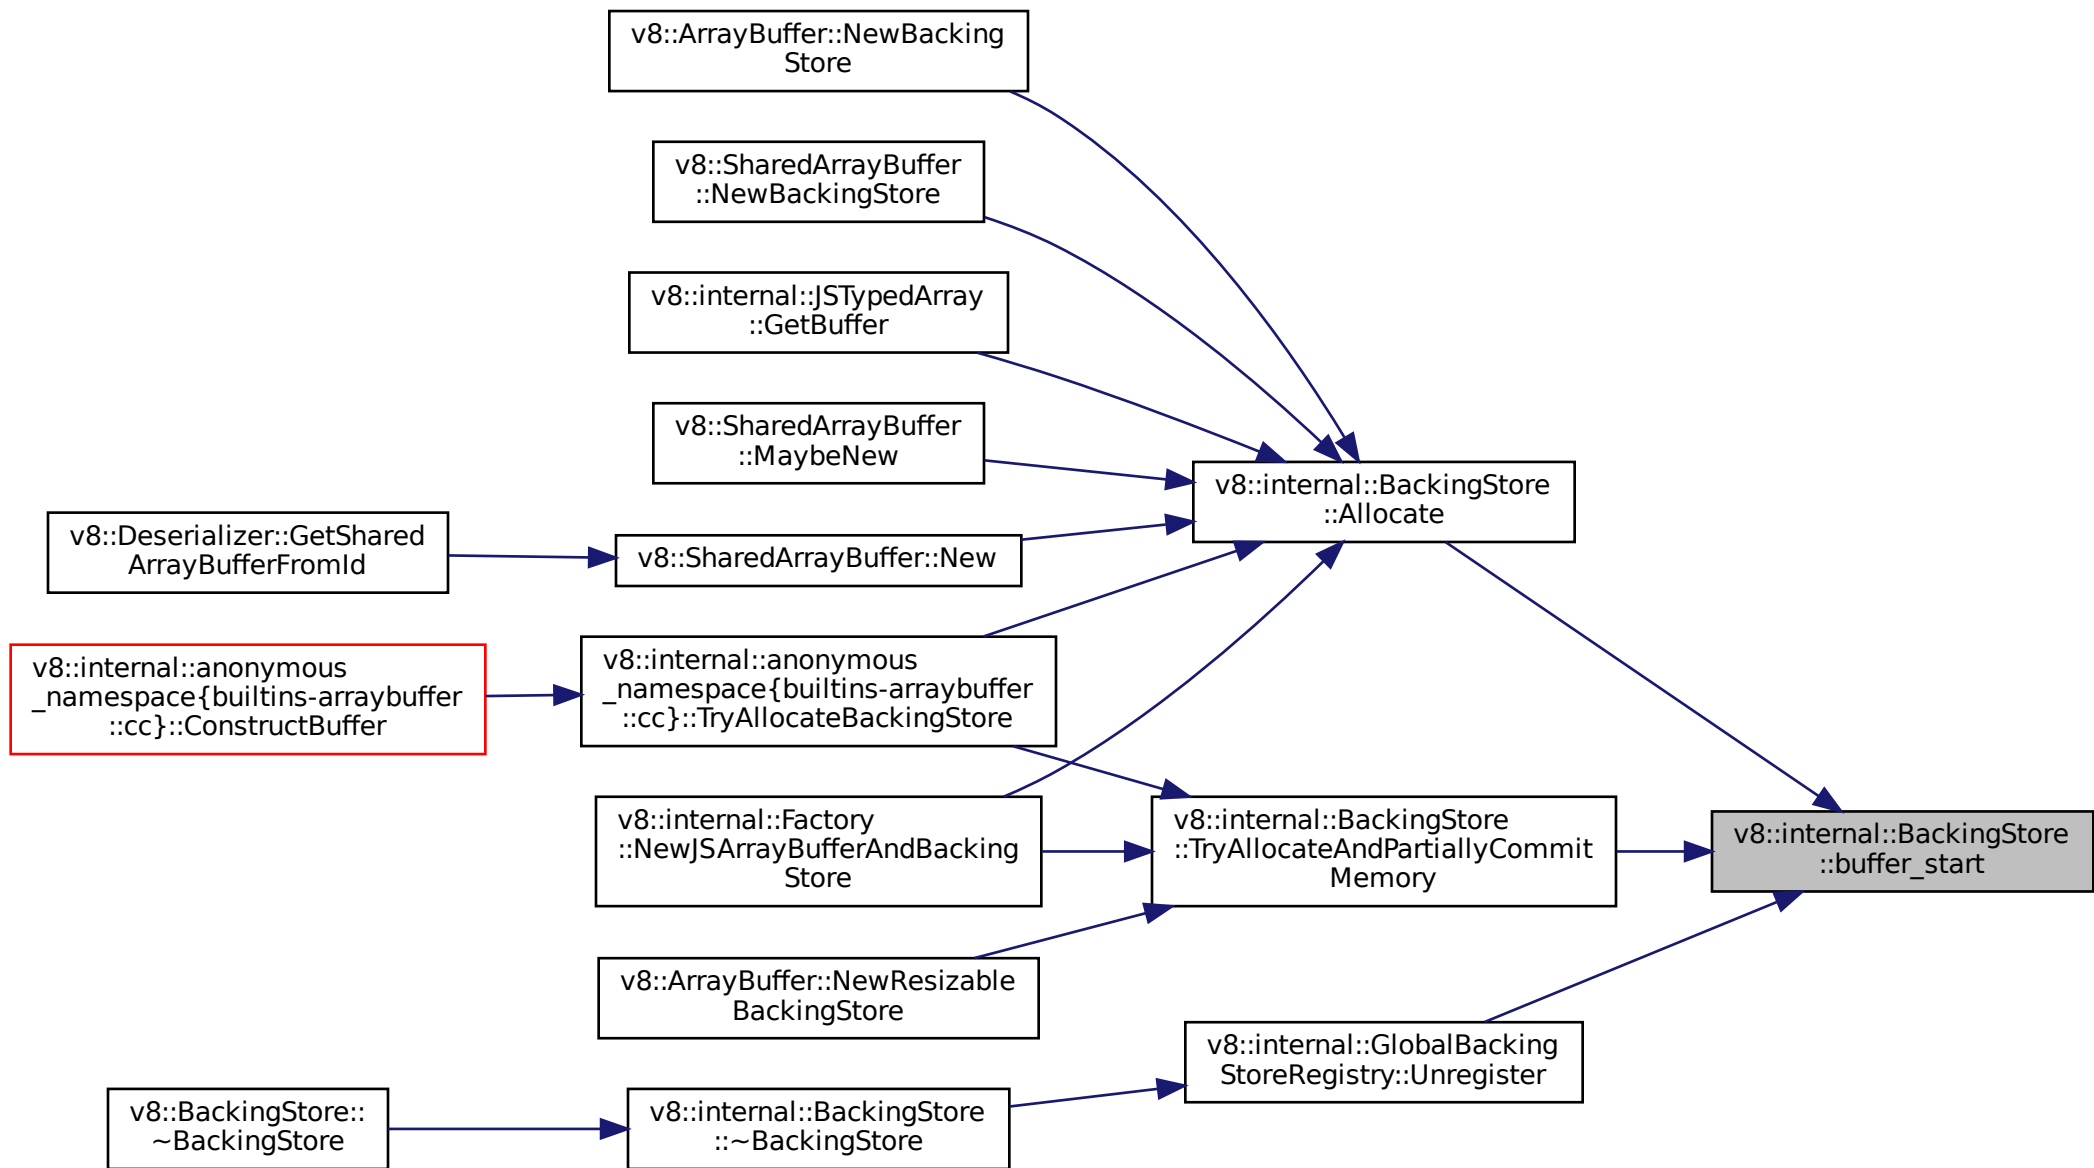 v8::ArrayBuffer::NewBacking
Store
v8::SharedArrayBuffer
::NewBackingStore
v8::internal::JSTypedArray
::GetBuffer
v8::SharedArrayBuffer
::MaybeNew
v8::internal::BackingStore
::Allocate
v8::Deserializer::GetShared
ArrayBufferFromId
v8::SharedArrayBuffer::New
v8::internal::anonymous
_namespace{builtins-arraybuffer
::cc}::ConstructBuffer
v8::internal::anonymous
_namespace{builtins-arraybuffer
::cc}::TryAllocateBackingStore
v8::internal::Factory
::NewJSArrayBufferAndBacking
Store
v8::internal::BackingStore
::TryAllocateAndPartiallyCommit
Memory
v8::internal::BackingStore
::buffer_start
v8::ArrayBuffer::NewResizable
BackingStore
v8::internal::GlobalBacking
StoreRegistry::Unregister
v8::BackingStore::
~BackingStore
v8::internal::BackingStore
::~BackingStore